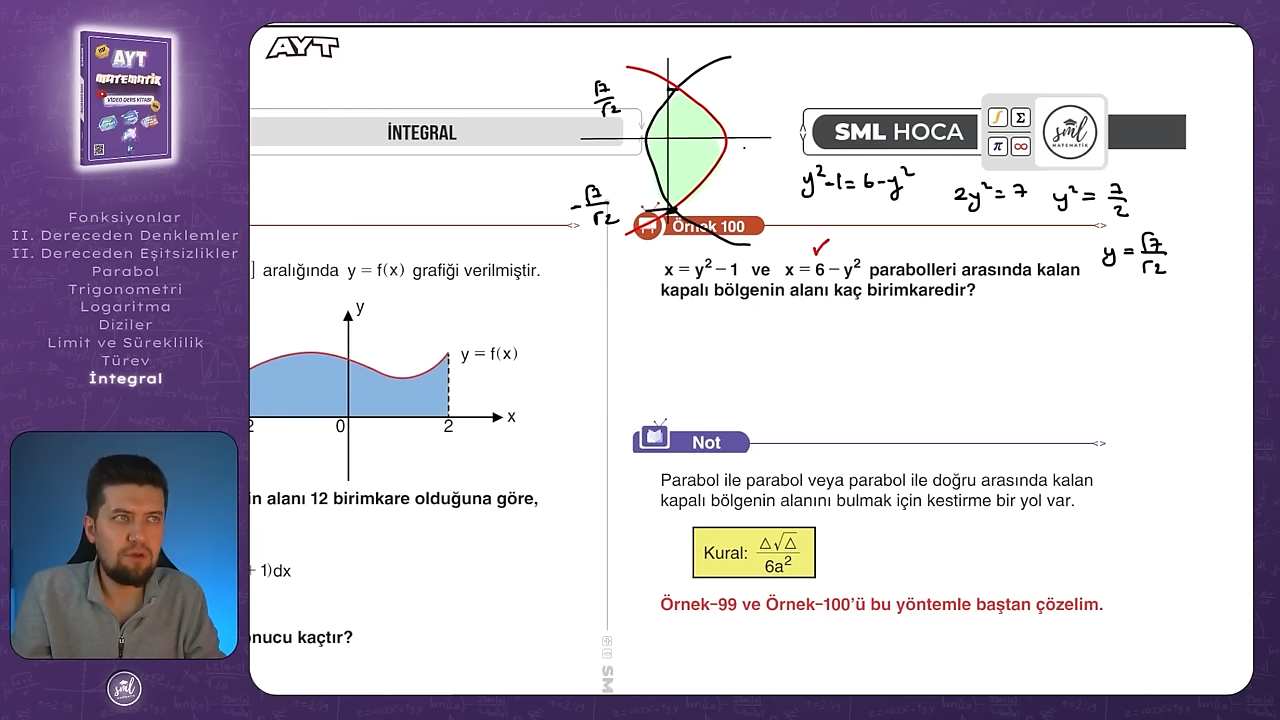 AYT
MATEMATİK
VİDEO DERS KİTABI
Fonksiyonlar
II. Dereceden Denklemler
II. Dereceden Eşitsizlikler
Parabol
Trigonometri
Logaritma
Diziler
Limit ve Süreklilik
Türev
İntegral
sml
AYT
İNTEGRAL
] aralığında y = f(x) grafiği verilmiştir.
y
y = f(x)
x
2
0
2
in alanı 12 birimkare olduğuna göre,
+ 1)dx
onucu kaçtır?
SM
√7/√2
-√7/√2
SML HOCA
∫ Σ
π ∞
sml
MATEMATİK
y²-1=6-y²
2y²=7
y²=7/2
y=√7/√2
Örnek 100
x = y² – 1 ve x = 6 – y² parabolleri arasında kalan
kapalı bölgenin alanı kaç birimkaredir?
Not
Parabol ile parabol veya parabol ile doğru arasında kalan
kapalı bölgenin alanını bulmak için kestirme bir yol var.
Kural: △√△/6a²
Örnek–99 ve Örnek–100'ü bu yöntemle baştan çözelim.